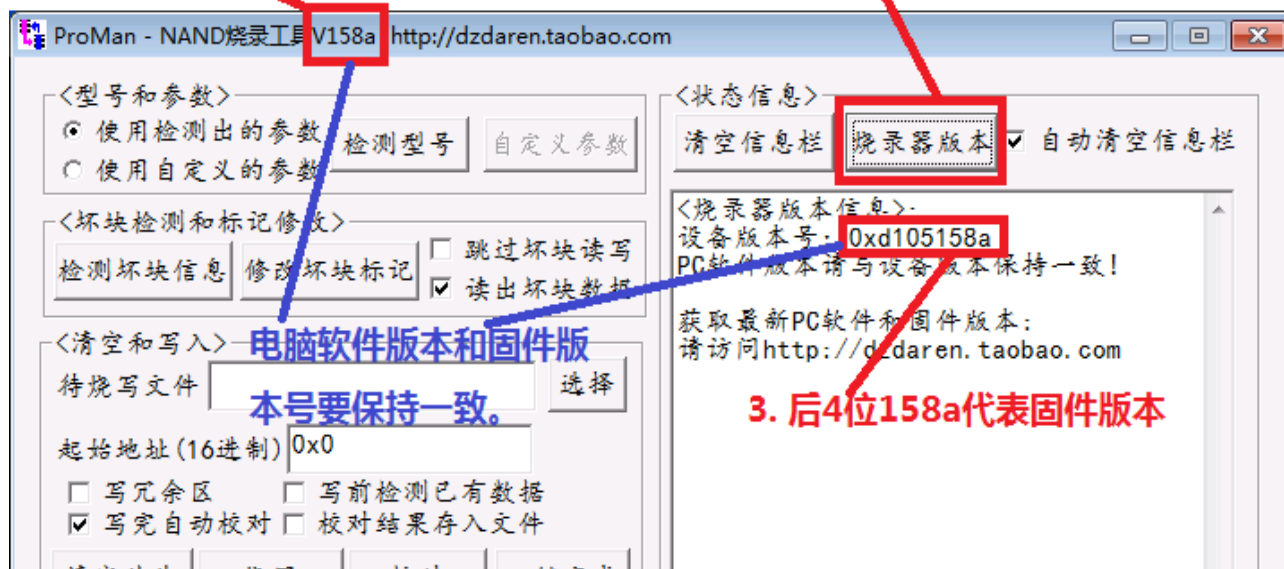 ProMan - NAND烧录工具V158a http://dzdaren.taobao.com
<型号和参数>
使用检测出的参数
使用自定义的参数
检测型号
自定义参数
<坏块检测和标记修改>
检测坏块信息
修改坏块标记
跳过坏块读写
读出坏块数据
<清空和写入>
待烧写文件
选择
起始地址(16进制)
0x0
写冗余区
写前检测已有数据
写完自动校对
校对结果存入文件
电脑软件版本和固件版
本号要保持一致。
<状态信息>
清空信息栏
烧录器版本
自动清空信息栏
<烧录器版本信息>:
设备版本号: 0xd105158a
PC软件版本请与设备版本保持一致!
获取最新PC软件和固件版本:
请访问http://dzdaren.taobao.com
3. 后4位158a代表固件版本